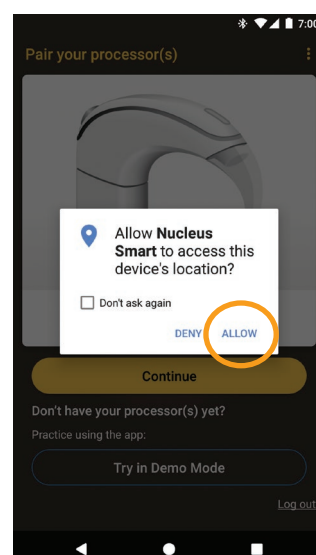 7:00
Pair your processor(s)
Allow Nucleus
Smart to access this
device's location?
Don't ask again
DENY ALLOW
Continue
Don't have your processor(s) yet?
Practice using the app:
Try in Demo Mode
Log out